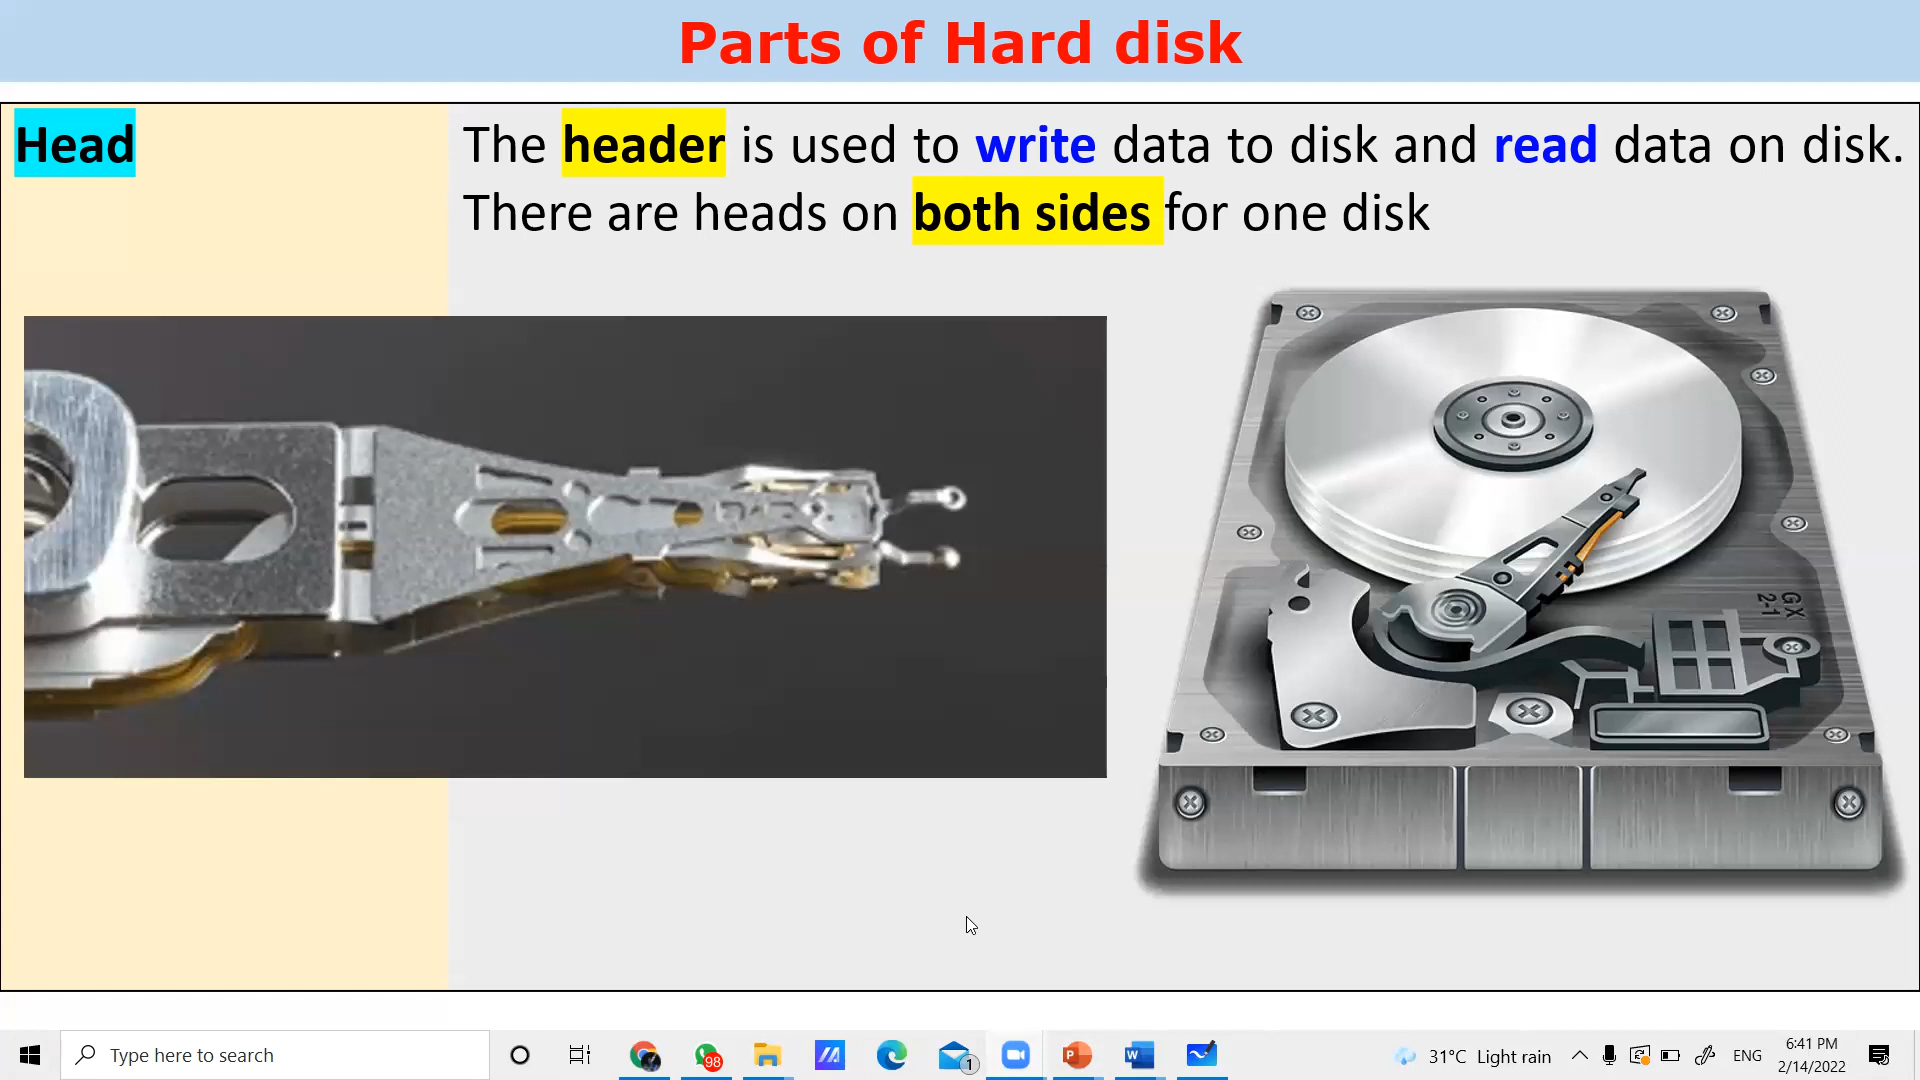 Parts of Hard disk
Head
The header is used to write data to disk and read data on disk.
There are heads on both sides for one disk
GX
2-1
Type here to search
98
1
31°C Light rain
ENG
6:41 PM
2/14/2022